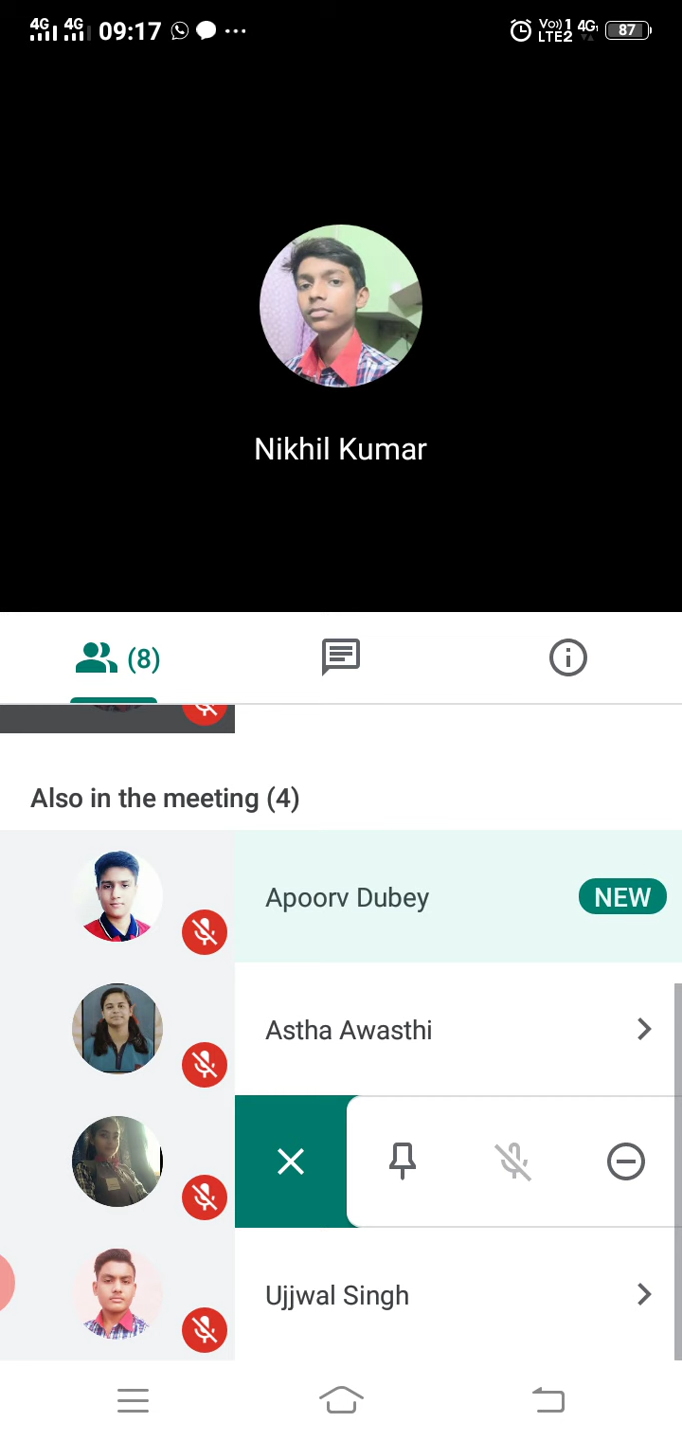 4G 4G 09:17 ... Vo) 1 LTE2 4G 87
Nikhil Kumar
(8)
Also in the meeting (4)
Apoorv Dubey NEW
Astha Awasthi
Ujjwal Singh